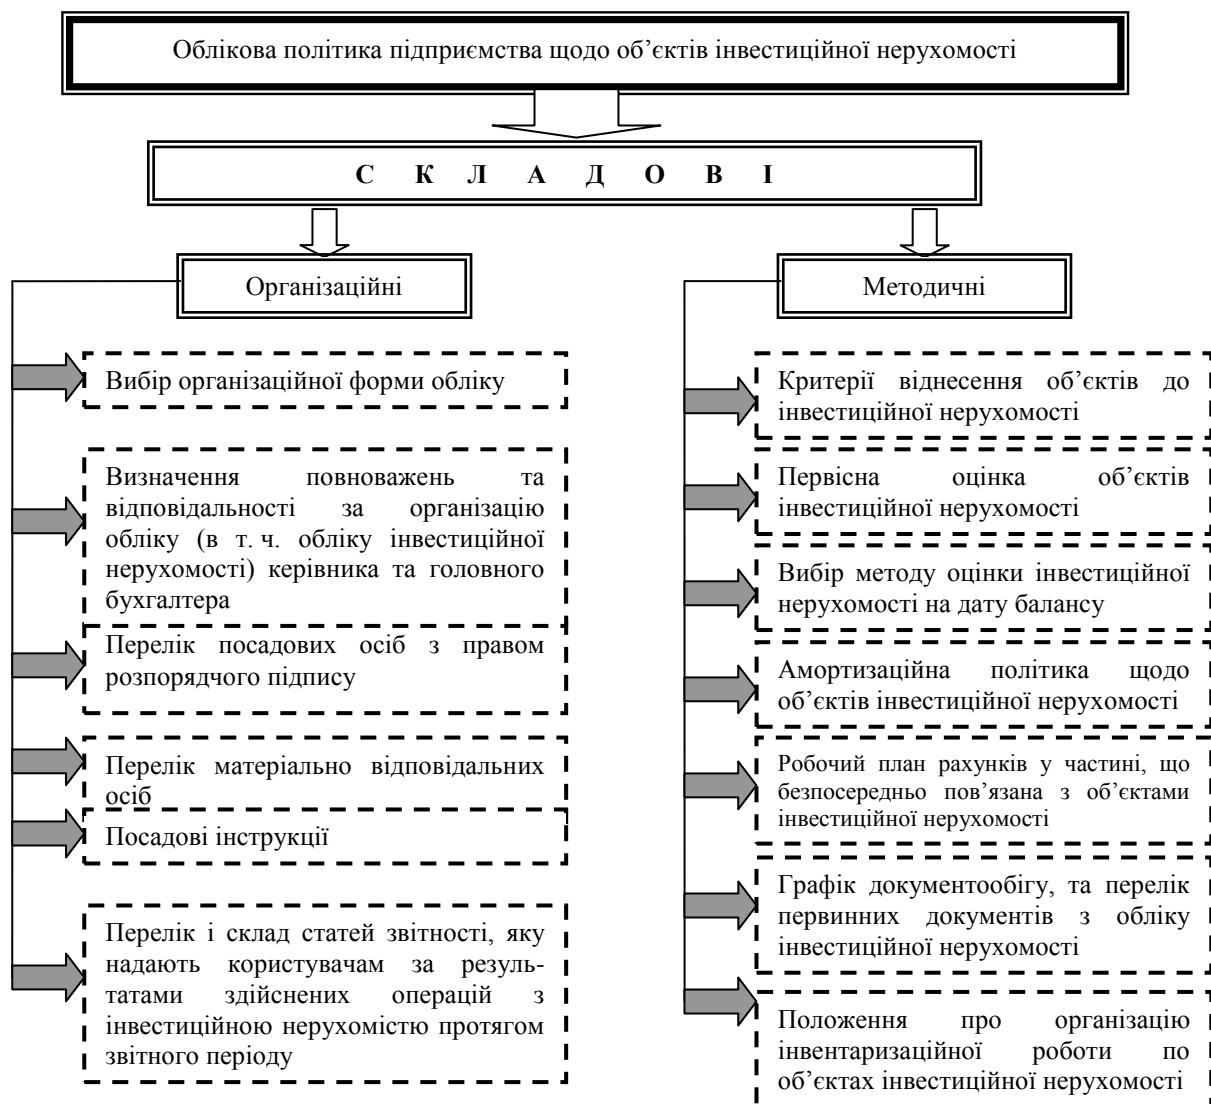 Облікова політика підприємства щодо об’єктів інвестиційної нерухомості
С К Л А Д О В І
Організаційні
Вибір організаційної форми обліку
Визначення повноважень та
відповідальності за організацію
обліку (в т. ч. обліку інвестиційної
нерухомості) керівника та головного
бухгалтера
Перелік посадових осіб з правом
розпорядчого підпису
Перелік матеріально відповідальних
осіб
Посадові інструкції
Перелік і склад статей звітності, яку
надають користувачам за резуль-
татами здійснених операцій з
інвестиційною нерухомістю протягом
звітного періоду
Методичні
Критерії віднесення об’єктів до
інвестиційної нерухомості
Первісна оцінка об’єктів
інвестиційної нерухомості
Вибір методу оцінки інвестиційної
нерухомості на дату балансу
Амортизаційна політика щодо
об’єктів інвестиційної нерухомості
Робочий план рахунків у частині, що
безпосередньо пов’язана з об’єктами
інвестиційної нерухомості
Графік документообігу, та перелік
первинних документів з обліку
інвестиційної нерухомості
Положення про організацію
інвентаризаційної роботи по
об’єктах інвестиційної нерухомості